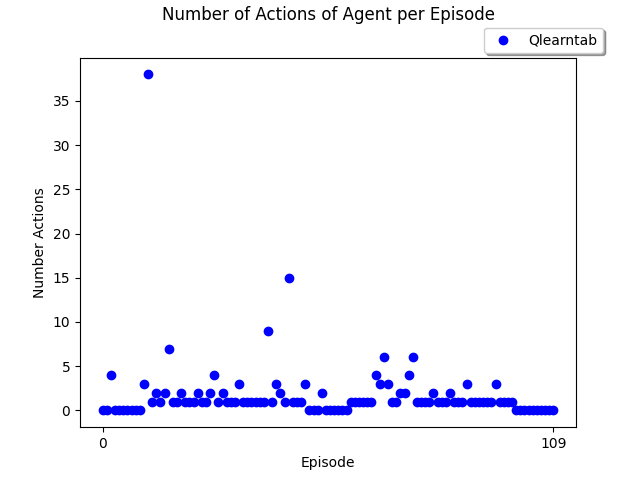 Number of Actions of Agent per Episode
Qlearntab
35
30
25
20
15
10
5
0
Number Actions
0 109
Episode